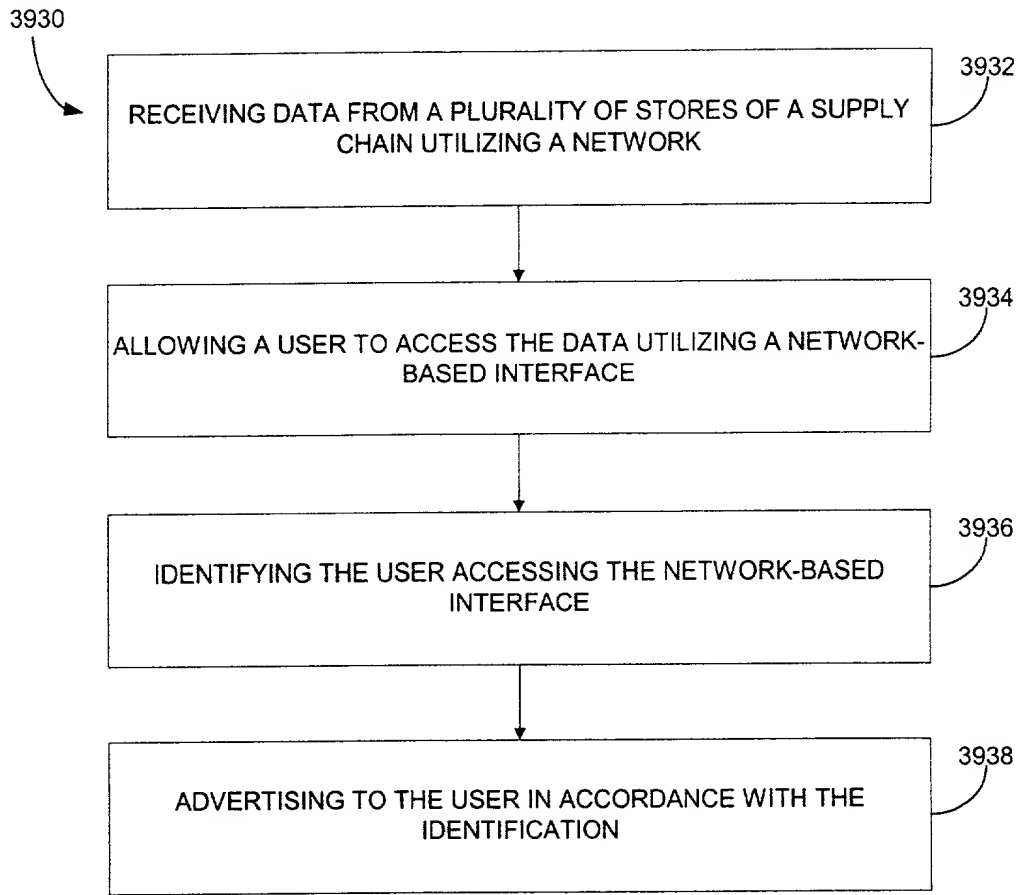 3930
3932
RECEIVING DATA FROM A PLURALITY OF STORES OF A SUPPLY
CHAIN UTILIZING A NETWORK
3934
ALLOWING A USER TO ACCESS THE DATA UTILIZING A NETWORK-
BASED INTERFACE
3936
IDENTIFYING THE USER ACCESSING THE NETWORK-BASED
INTERFACE
3938
ADVERTISING TO THE USER IN ACCORDANCE WITH THE
IDENTIFICATION